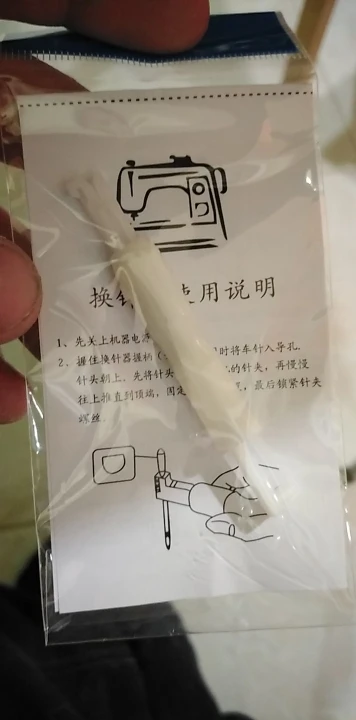 换 使用说明
1、先关上机器电源
2、握住换针器握柄 时将车针入导孔.
针头朝上。先将针头 的针夹，再慢慢
往上推直到顶端，固定 ，最后锁紧针夹
螺丝.